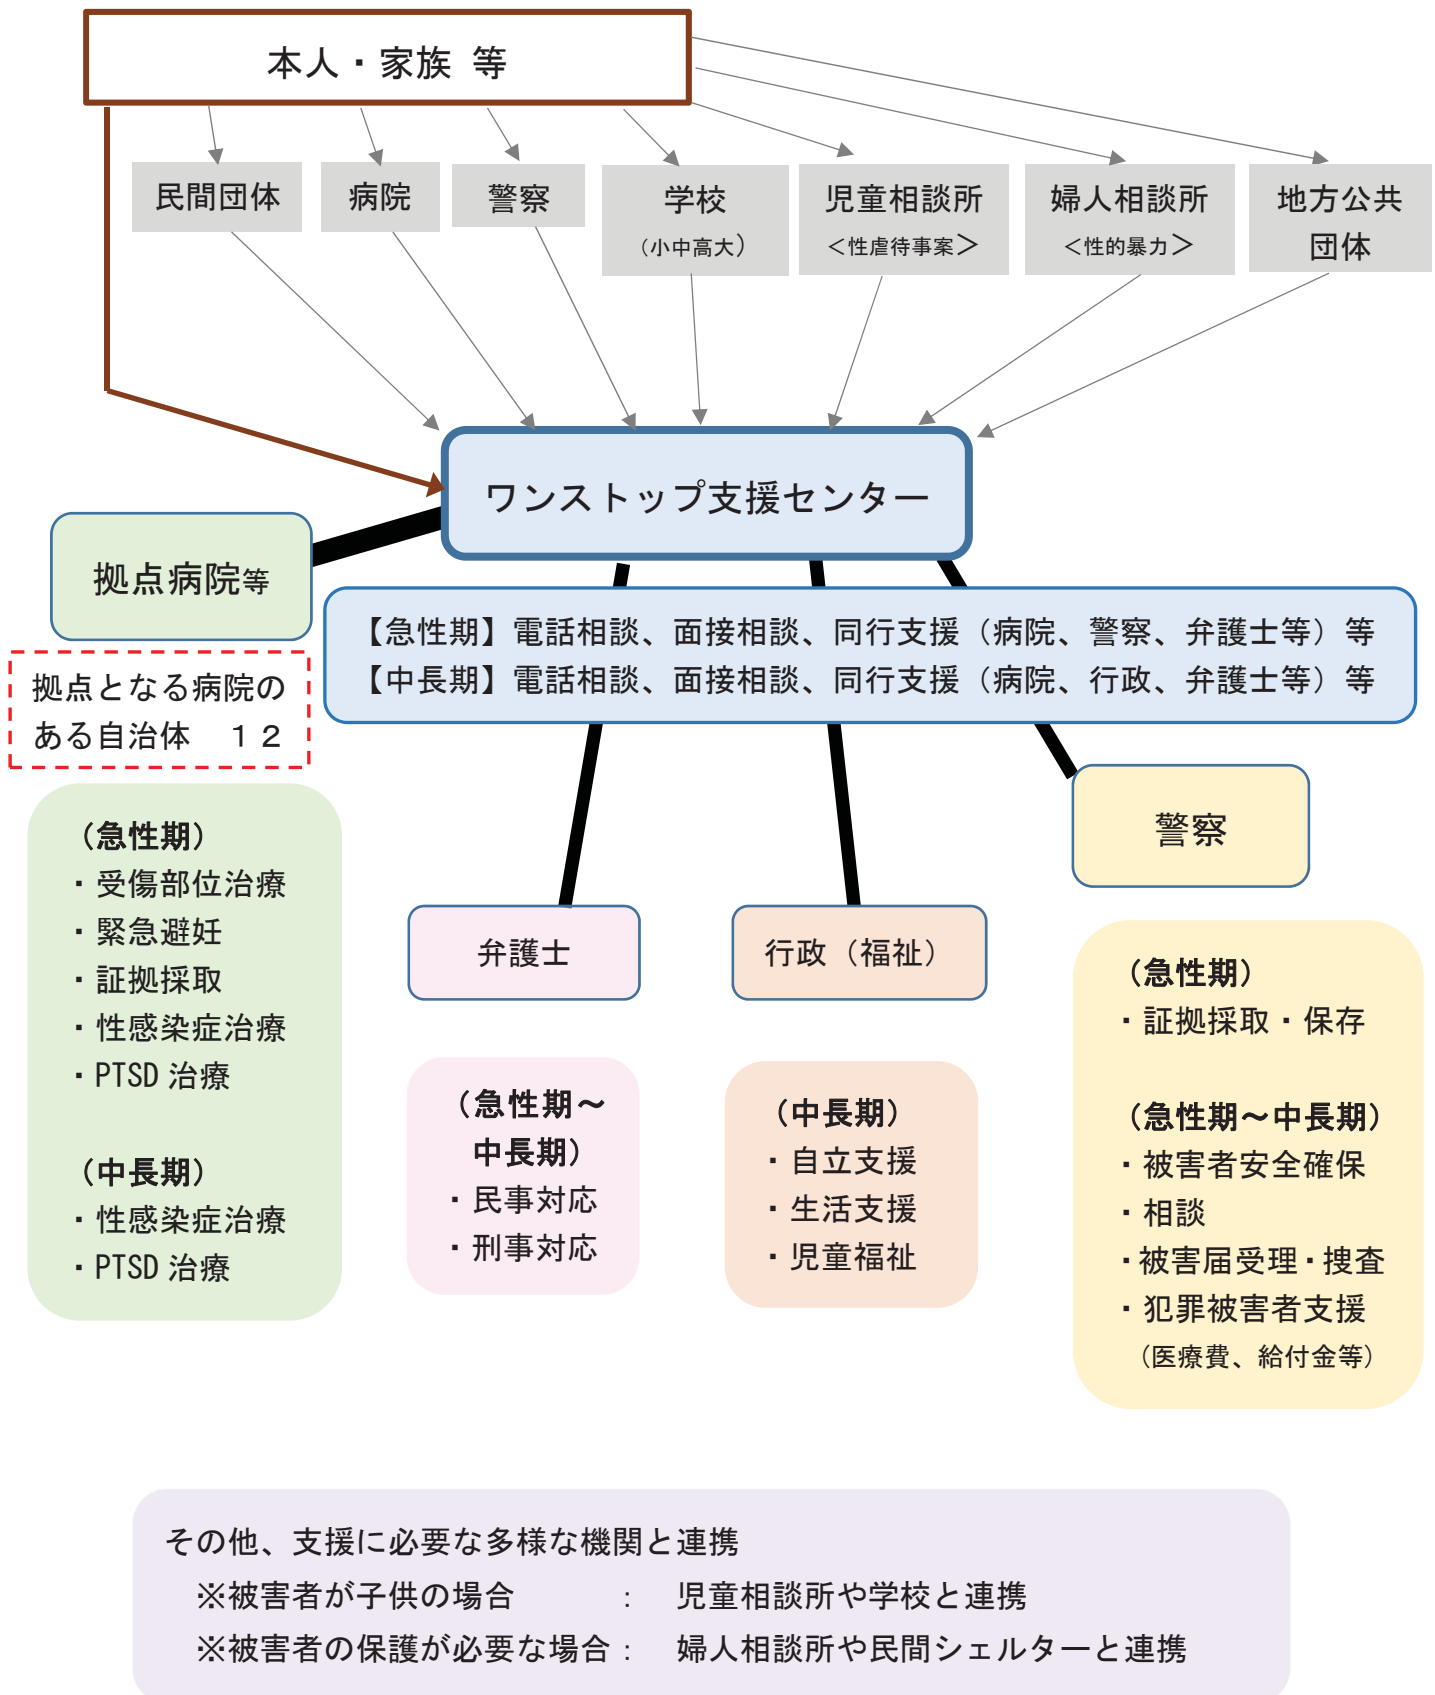 本人・家族 等
民間団体
病院
警察
学校
（小中高大）
児童相談所
＜性虐待事案＞
婦人相談所
＜性的暴力＞
地方公共
団体
ワンストップ支援センター
拠点病院等
【急性期】電話相談、面接相談、同行支援（病院、警察、弁護士等）等
【中長期】電話相談、面接相談、同行支援（病院、行政、弁護士等）等
拠点となる病院の
ある自治体　１２
（急性期）
・受傷部位治療
・緊急避妊
・証拠採取
・性感染症治療
・PTSD 治療
（中長期）
・性感染症治療
・PTSD 治療
弁護士
（急性期～
中長期）
・民事対応
・刑事対応
行政（福祉）
（中長期）
・自立支援
・生活支援
・児童福祉
警察
（急性期）
・証拠採取・保存
（急性期～中長期）
・被害者安全確保
・相談
・被害届受理・捜査
・犯罪被害者支援
（医療費、給付金等）
その他、支援に必要な多様な機関と連携
※被害者が子供の場合　　　：　児童相談所や学校と連携
※被害者の保護が必要な場合：　婦人相談所や民間シェルターと連携